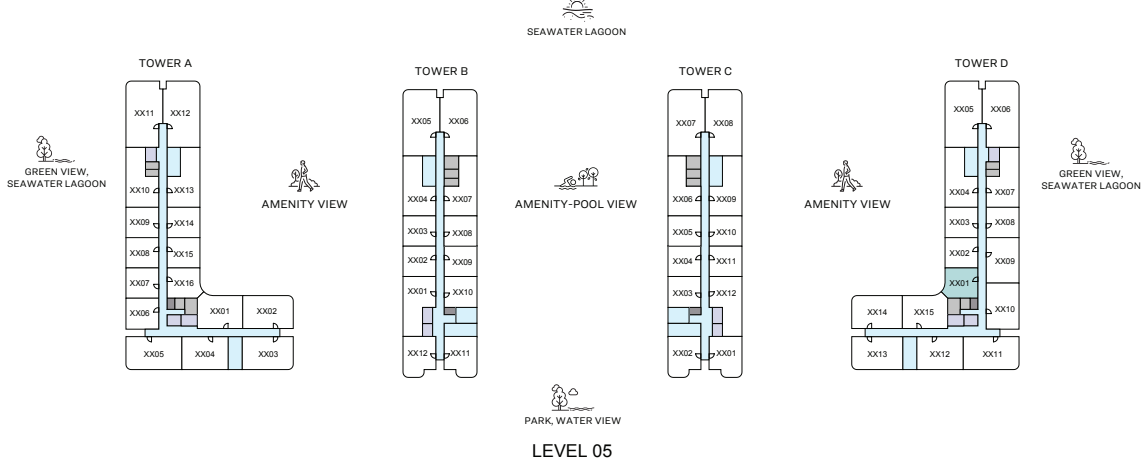 SEAWATER LAGOON
TOWER A
TOWER B
TOWER C
TOWER D
GREEN VIEW,
SEAWATER LAGOON
AMENITY VIEW
AMENITY-POOL VIEW
AMENITY VIEW
GREEN VIEW,
SEAWATER LAGOON
XX11 XX12
XX10 XX13
XX09 XX14
XX08 XX15
XX07 XX16
XX06 XX01 XX02
XX05 XX04 XX03
XX05 XX06
XX04 XX07
XX03 XX08
XX02 XX09
XX01 XX10
XX12 XX11
XX07 XX08
XX06 XX09
XX05 XX10
XX04 XX11
XX03 XX12
XX02 XX01
XX05 XX06
XX04 XX07
XX03 XX08
XX02 XX09
XX01
XX14 XX15 XX10
XX13 XX12 XX11
PARK, WATER VIEW
LEVEL 05